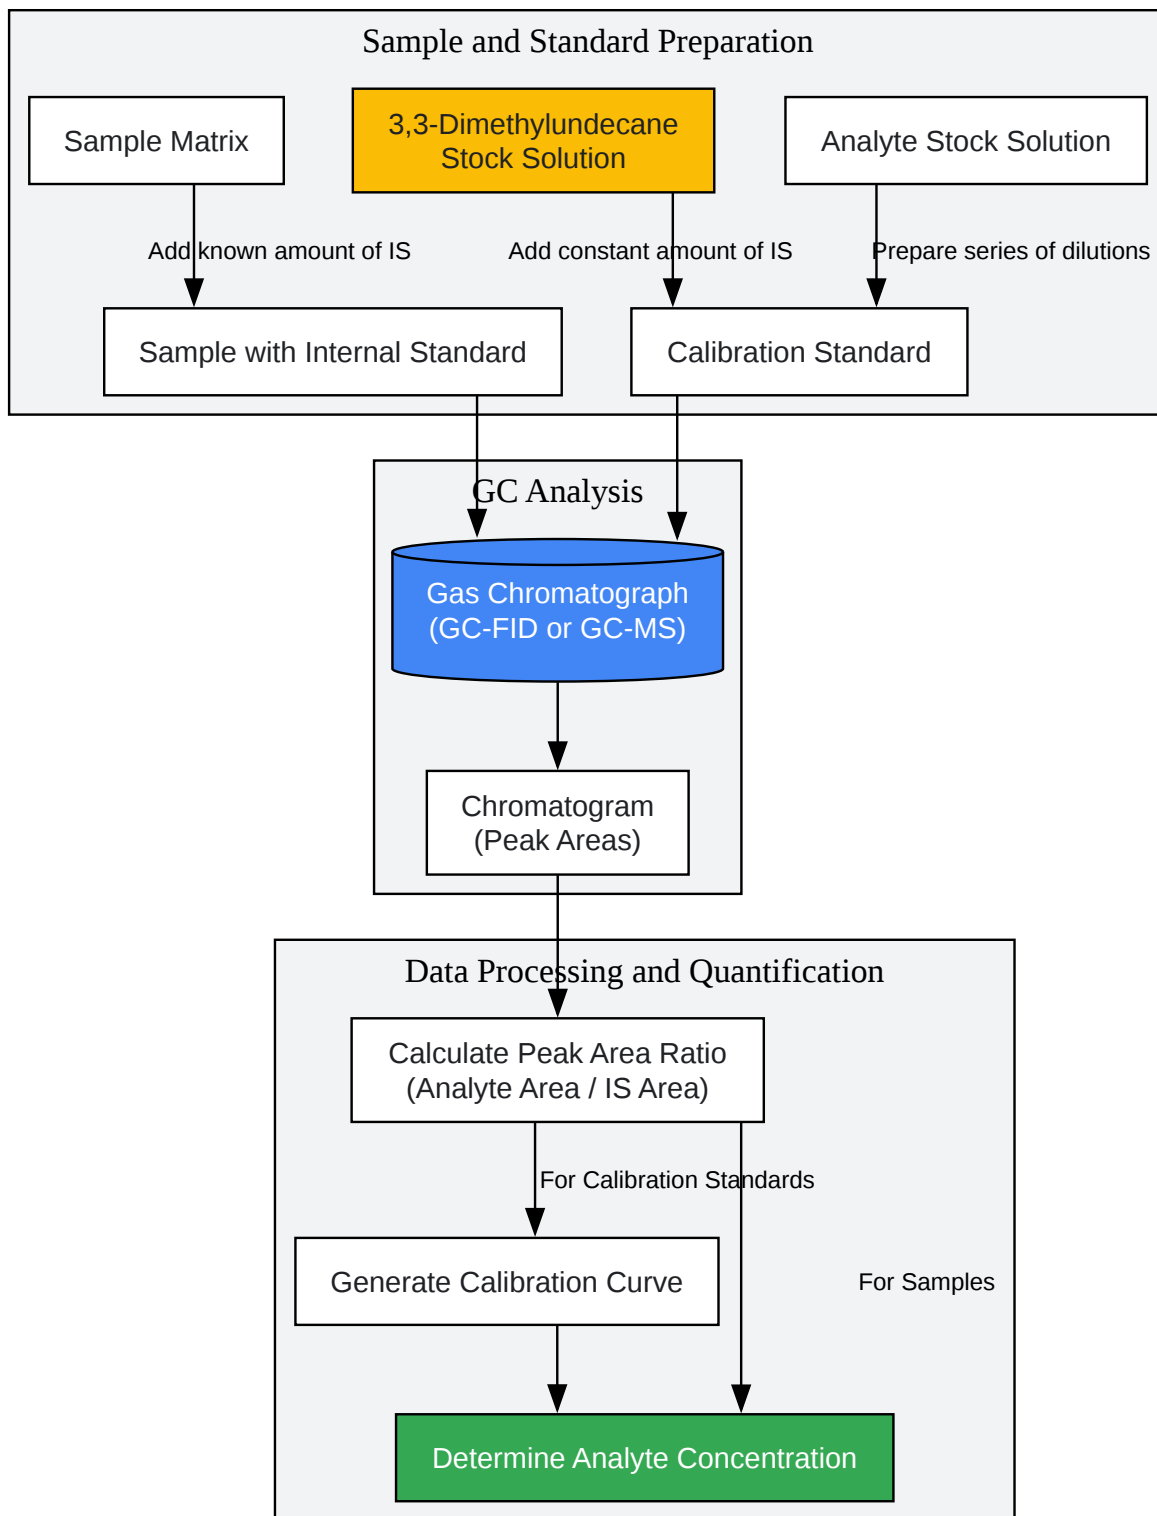 Sample and Standard Preparation
Sample Matrix
3,3-Dimethylundecane
Stock Solution
Analyte Stock Solution
Add known amount of IS
Add constant amount of IS
Prepare series of dilutions
Sample with Internal Standard
Calibration Standard
GC Analysis
Gas Chromatograph
(GC-FID or GC-MS)
Chromatogram
(Peak Areas)
Data Processing and Quantification
Calculate Peak Area Ratio
(Analyte Area / IS Area)
For Calibration Standards
Generate Calibration Curve
For Samples
Determine Analyte Concentration